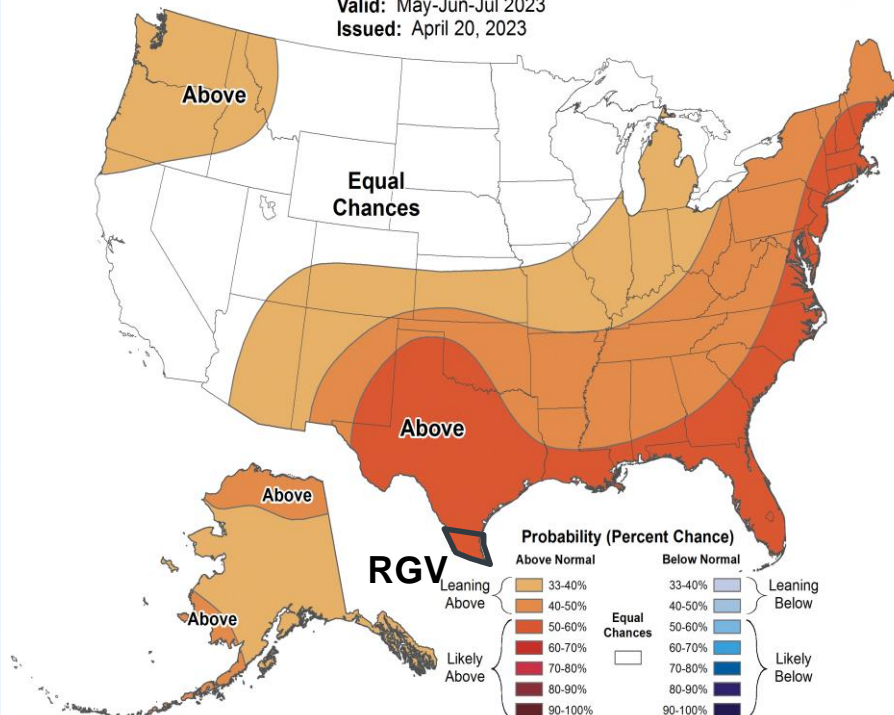 Valid: May-Jun-Jul 2023
Issued: April 20, 2023
Above
Equal
Chances
Above
Above
Above
RGV
Probability (Percent Chance)
Above Normal
Below Normal
Leaning
Above
33-40%
40-50%
50-60%
60-70%
70-80%
80-90%
90-100%
Likely
Above
Equal
Chances
33-40%
40-50%
50-60%
60-70%
70-80%
80-90%
90-100%
Leaning
Below
Likely
Below